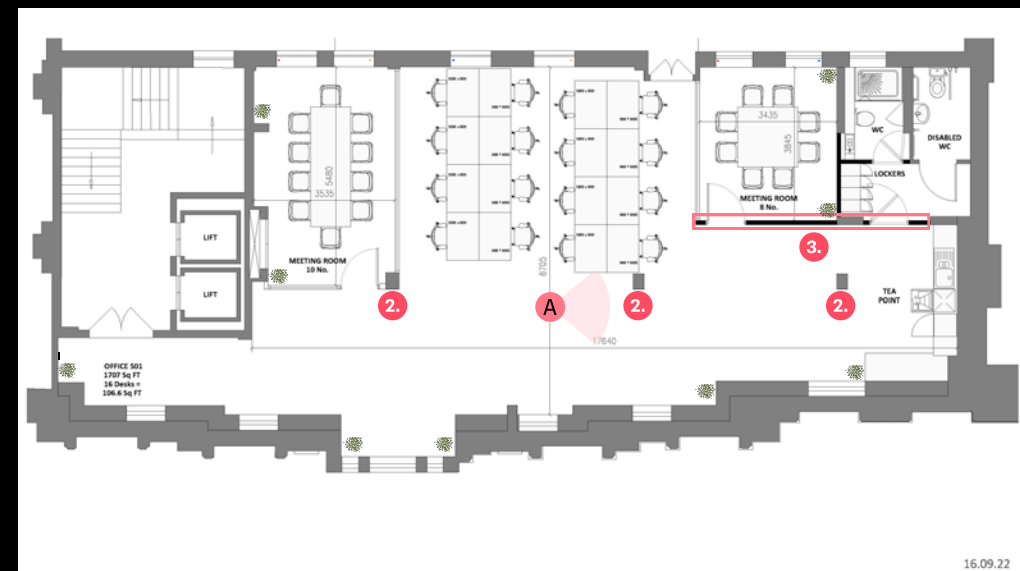 3435
3845
5480
3535
WC
DISABLED
WC
LOCKERS
MEETING ROOM
8 No.
LIFT
MEETING ROOM
10 No.
LIFT
3.
6705
2.
A
2.
2.
TEA
POINT
17640
OFFICE 501
1707 Sq FT
16 Desks =
106.6 Sq FT
16.09.22